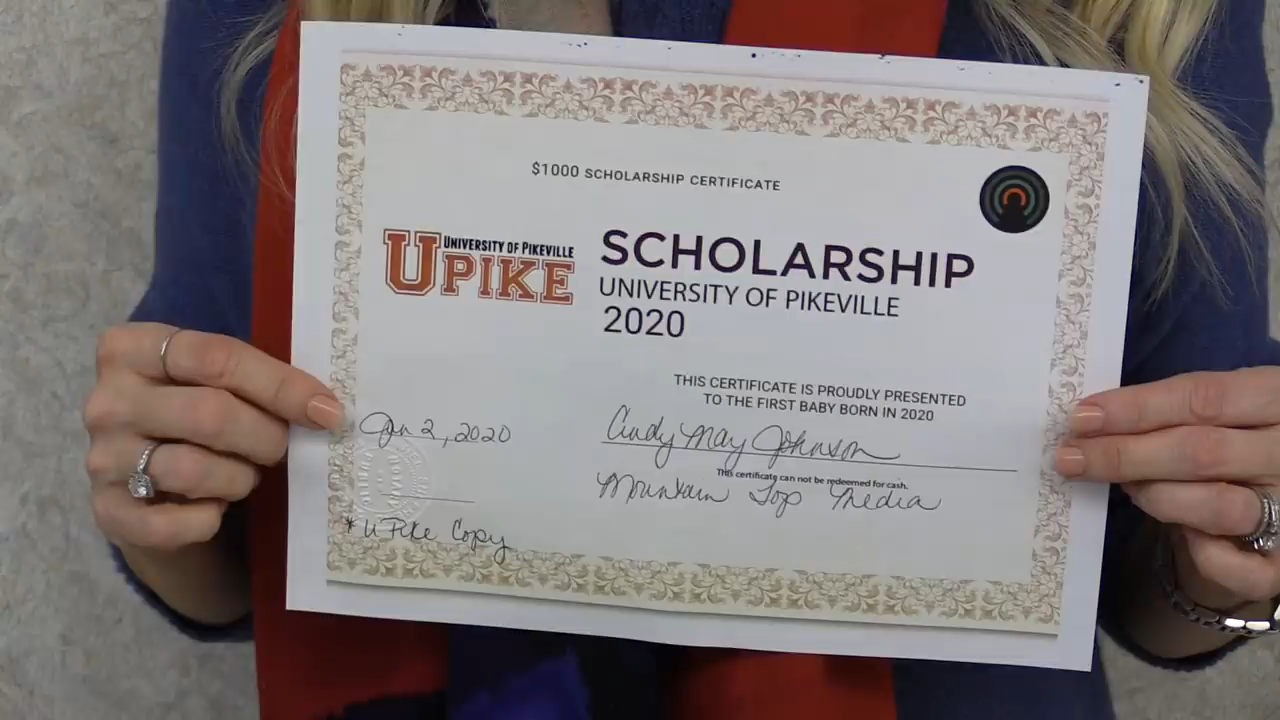 $1000 SCHOLARSHIP CERTIFICATE
UNIVERSITY OF PIKEVILLE
UPIKE
SCHOLARSHIP
UNIVERSITY OF PIKEVILLE
2020
THIS CERTIFICATE IS PROUDLY PRESENTED
TO THE FIRST BABY BORN IN 2020
Jan 2, 2020
Cindy May Johnson
This certificate can not be redeemed for cash.
Mountain Top Media
* UPike Copy